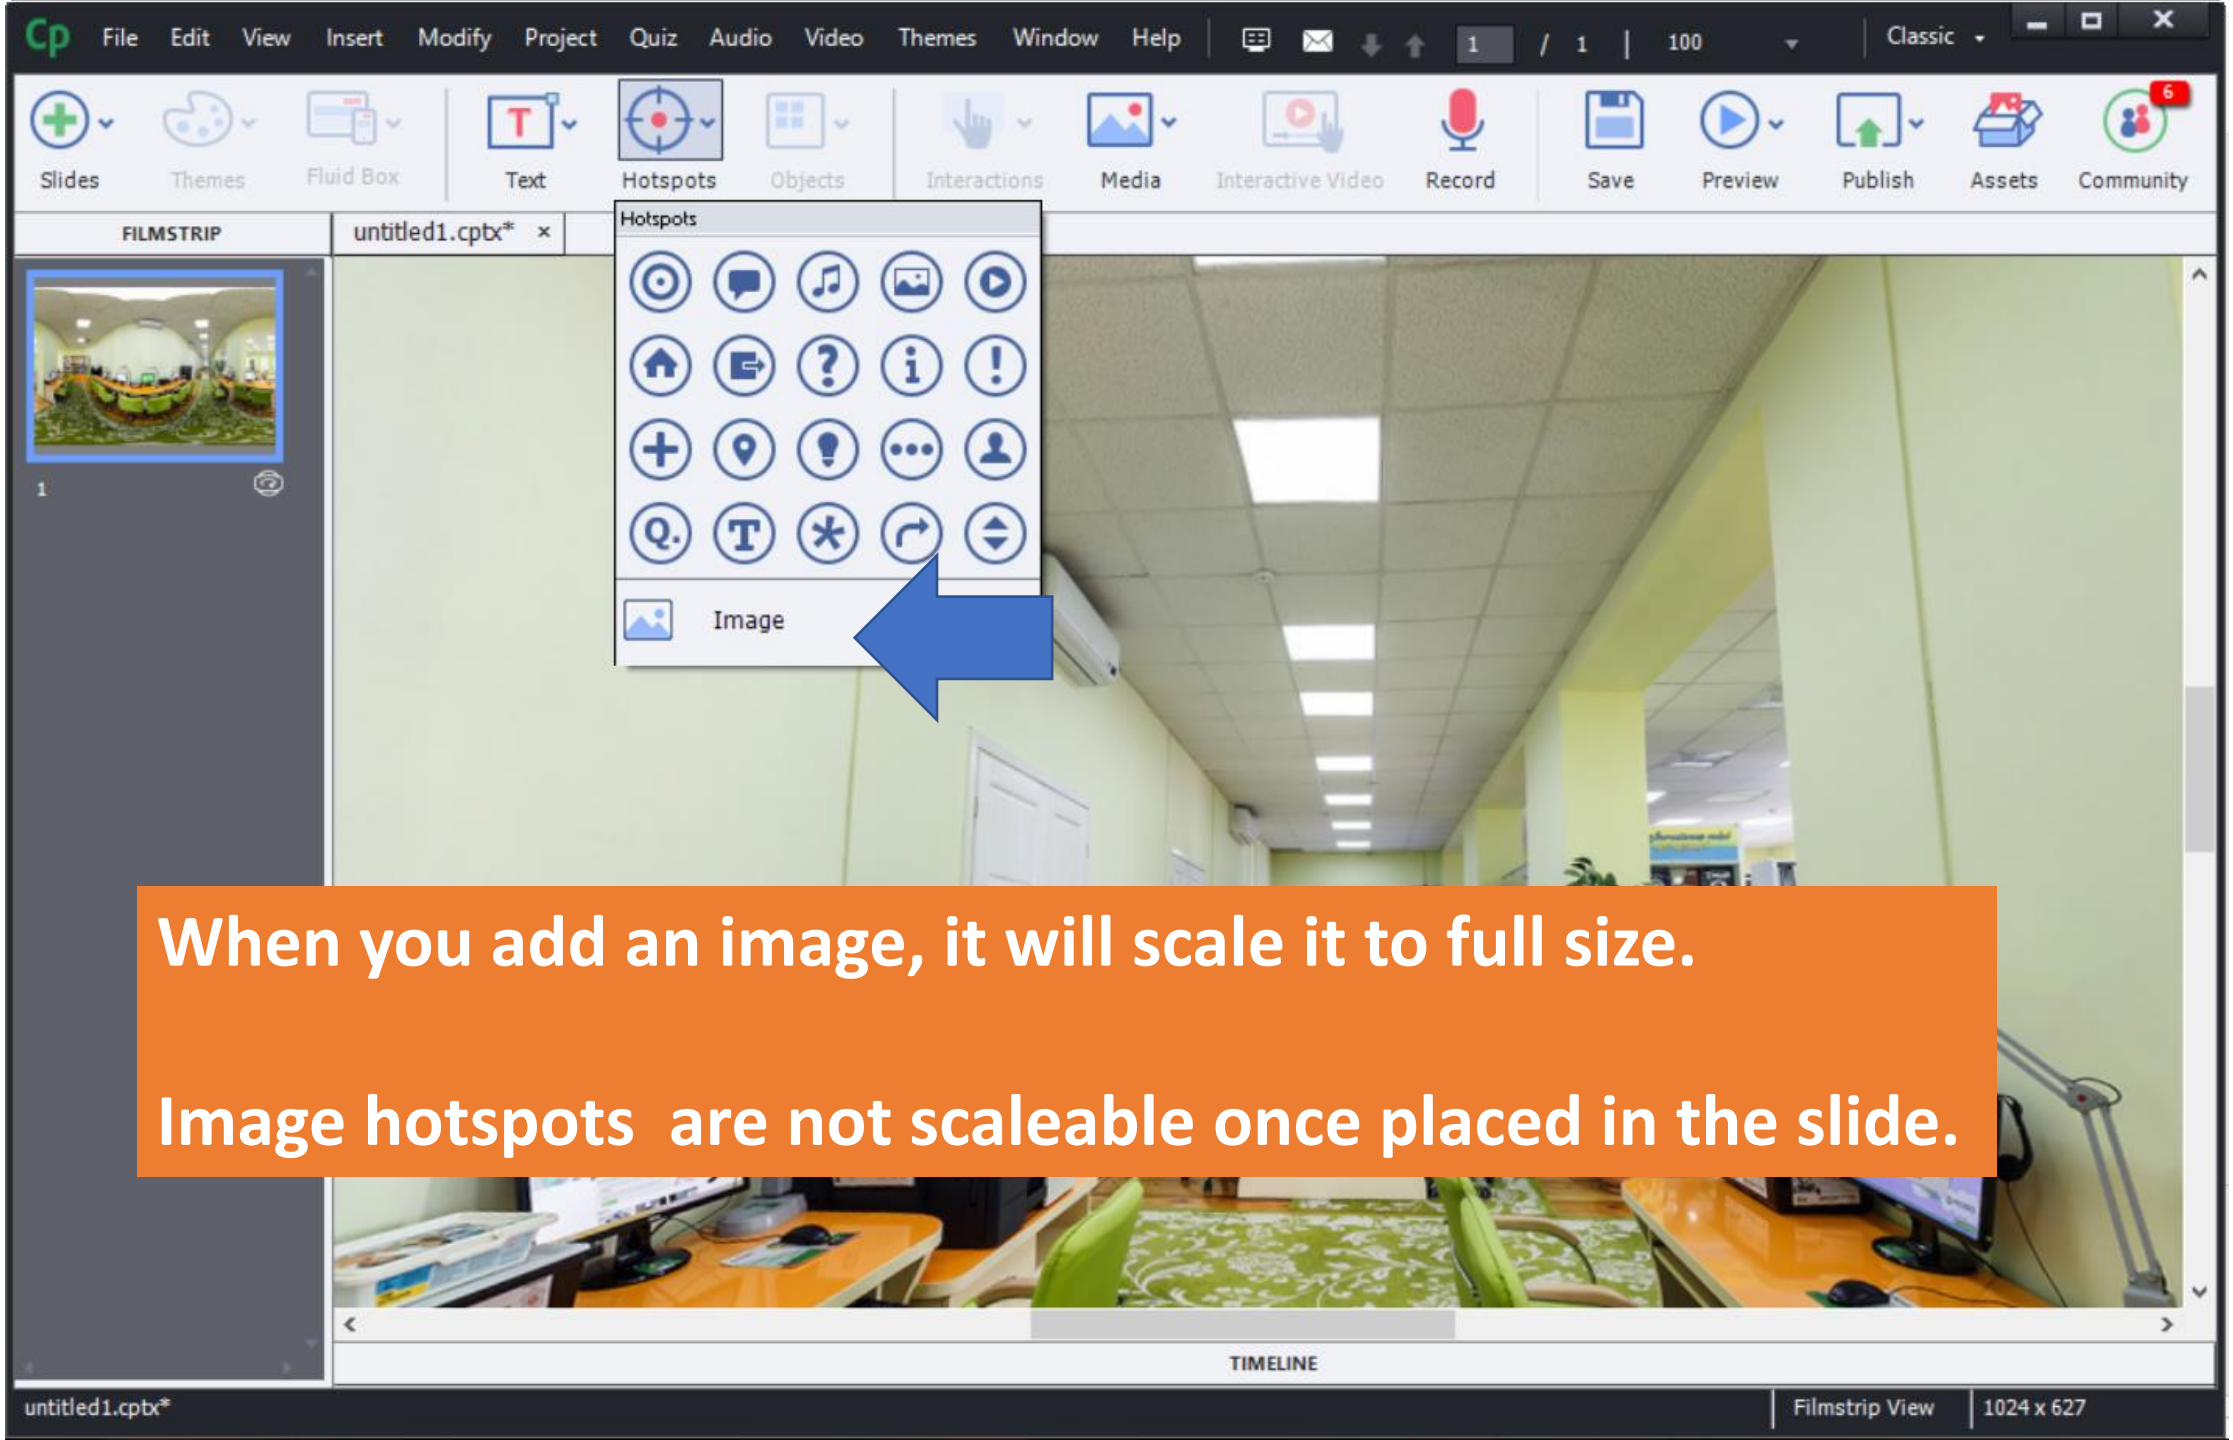 Cp File Edit View Insert Modify Project Quiz Audio Video Themes Window Help 1 / 1 | 100 Classic
6
Slides Themes Fluid Box Text Hotspots Objects Interactions Media Interactive Video Record Save Preview Publish Assets Community
FILMSTRIP untitled1.cptx* ×
Hotspots
? i !
Q. T *
1
Image
When you add an image, it will scale it to full size.
Image hotspots  are not scaleable once placed in the slide.
TIMELINE
untitled1.cptx* Filmstrip View 1024 x 627